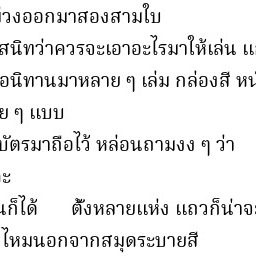 ่วงออกมาสองสามใบ
สนิทว่าควรจะเอาอะไรมาให้เล่น แ
อนิทานมาหลาย ๆ เล่ม กล่องสี หน
ย ๆ แบบ
บัตรมาถือไว้ หล่อนถามงง ๆ ว่า
ะ
นก็ได้ ตั้งหลายแห่ง แถวก็น่าจะ
ไหมนอกจากสมุดระบายสี